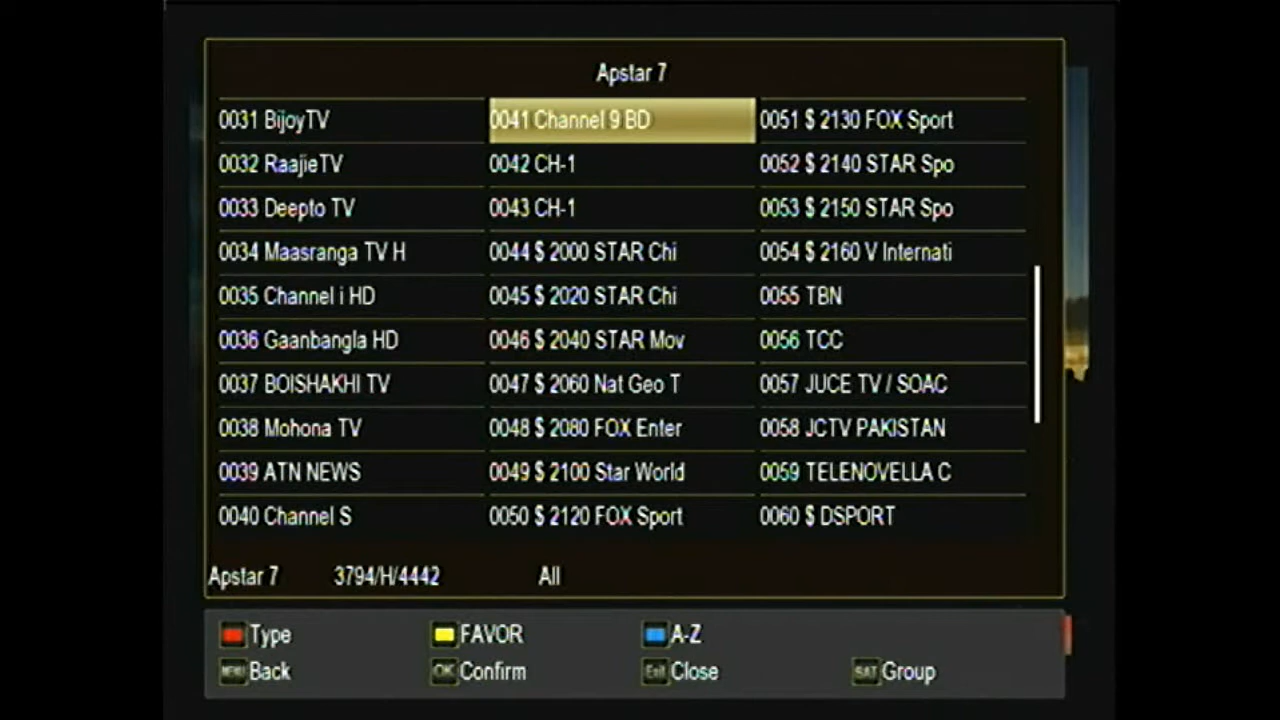 Apstar 7
0031 BijoyTV
0032 RaajieTV
0033 Deepto TV
0034 Maasranga TV H
0035 Channel i HD
0036 Gaanbangla HD
0037 BOISHAKHI TV
0038 Mohona TV
0039 ATN NEWS
0040 Channel S
0041 Channel 9 BD
0042 CH-1
0043 CH-1
0044 $ 2000 STAR Chi
0045 $ 2020 STAR Chi
0046 $ 2040 STAR Mov
0047 $ 2060 Nat Geo T
0048 $ 2080 FOX Enter
0049 $ 2100 Star World
0050 $ 2120 FOX Sport
0051 $ 2130 FOX Sport
0052 $ 2140 STAR Spo
0053 $ 2150 STAR Spo
0054 $ 2160 V Internati
0055 TBN
0056 TCC
0057 JUCE TV / SOAC
0058 JCTV PAKISTAN
0059 TELENOVELLA C
0060 $ DSPORT
Apstar 7 3794/H/4442 All
Type FAVOR A-Z
MENU Back OK Confirm Exit Close SAT Group